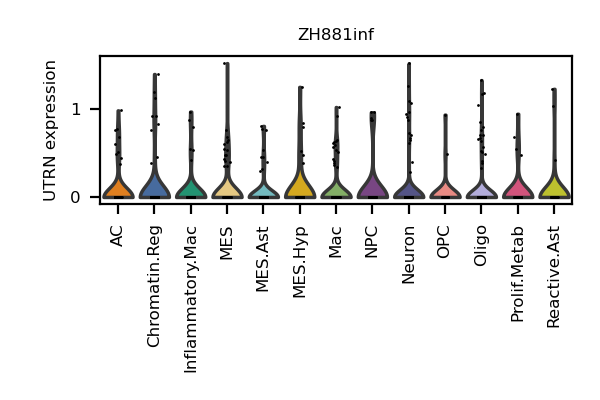 ZH881inf
UTRN expression
1
0
AC
Chromatin.Reg
Inflammatory.Mac
MES
MES.Ast
MES.Hyp
Mac
NPC
Neuron
OPC
Oligo
Prolif.Metab
Reactive.Ast